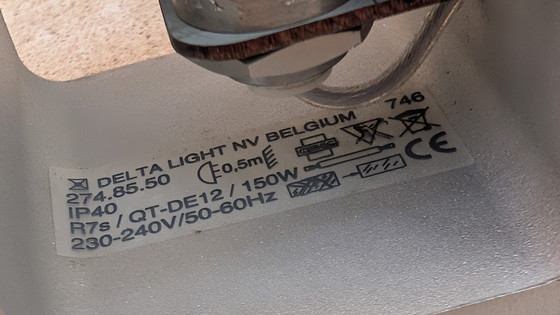 DELTA LIGHT NV BELGIUM 746
274.85.50 0,5m
IP40
R7s / QT-DE12 / 150W CE
230-240V/50-60Hz